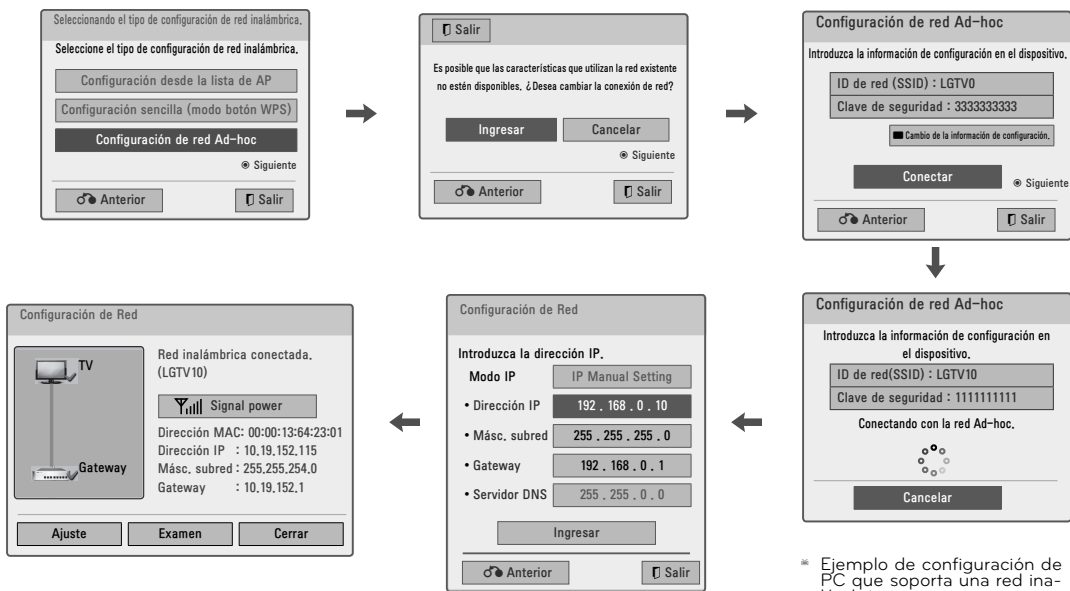 Seleccionando el tipo de configuración de red inalámbrica.
Seleccione el tipo de configuración de red inalámbrica.
Configuración desde la lista de AP
Configuración sencilla (modo botón WPS)
Configuración de red Ad-hoc
◉ Siguiente
Anterior
Salir
Salir
Es posible que las características que utilizan la red existente
no estén disponibles. ¿Desea cambiar la conexión de red?
Ingresar
Cancelar
◉ Siguiente
Anterior
Salir
Configuración de red Ad-hoc
Introduzca la información de configuración en el dispositivo.
ID de red (SSID) : LGTV0
Clave de seguridad : 3333333333
Cambio de la información de configuración.
Conectar
◉ Siguiente
Anterior
Salir
Configuración de red Ad-hoc
Introduzca la información de configuración en
el dispositivo.
ID de red(SSID) : LGTV10
Clave de seguridad : 1111111111
Conectando con la red Ad-hoc.
Cancelar
Configuración de Red
Introduzca la dirección IP.
Modo IP IP Manual Setting
• Dirección IP 192 . 168 . 0 . 10
• Másc. subred 255 . 255 . 255 . 0
• Gateway 192 . 168 . 0 . 1
• Servidor DNS 255 . 255 . 0 . 0
Ingresar
Anterior
Salir
Configuración de Red
TV
Gateway
Red inalámbrica conectada.
(LGTV10)
Signal power
Dirección MAC: 00:00:13:64:23:01
Dirección IP : 10.19.152.115
Másc. subred : 255.255.254.0
Gateway : 10.19.152.1
Ajuste
Examen
Cerrar
* Ejemplo de configuración de
PC que soporta una red ina-